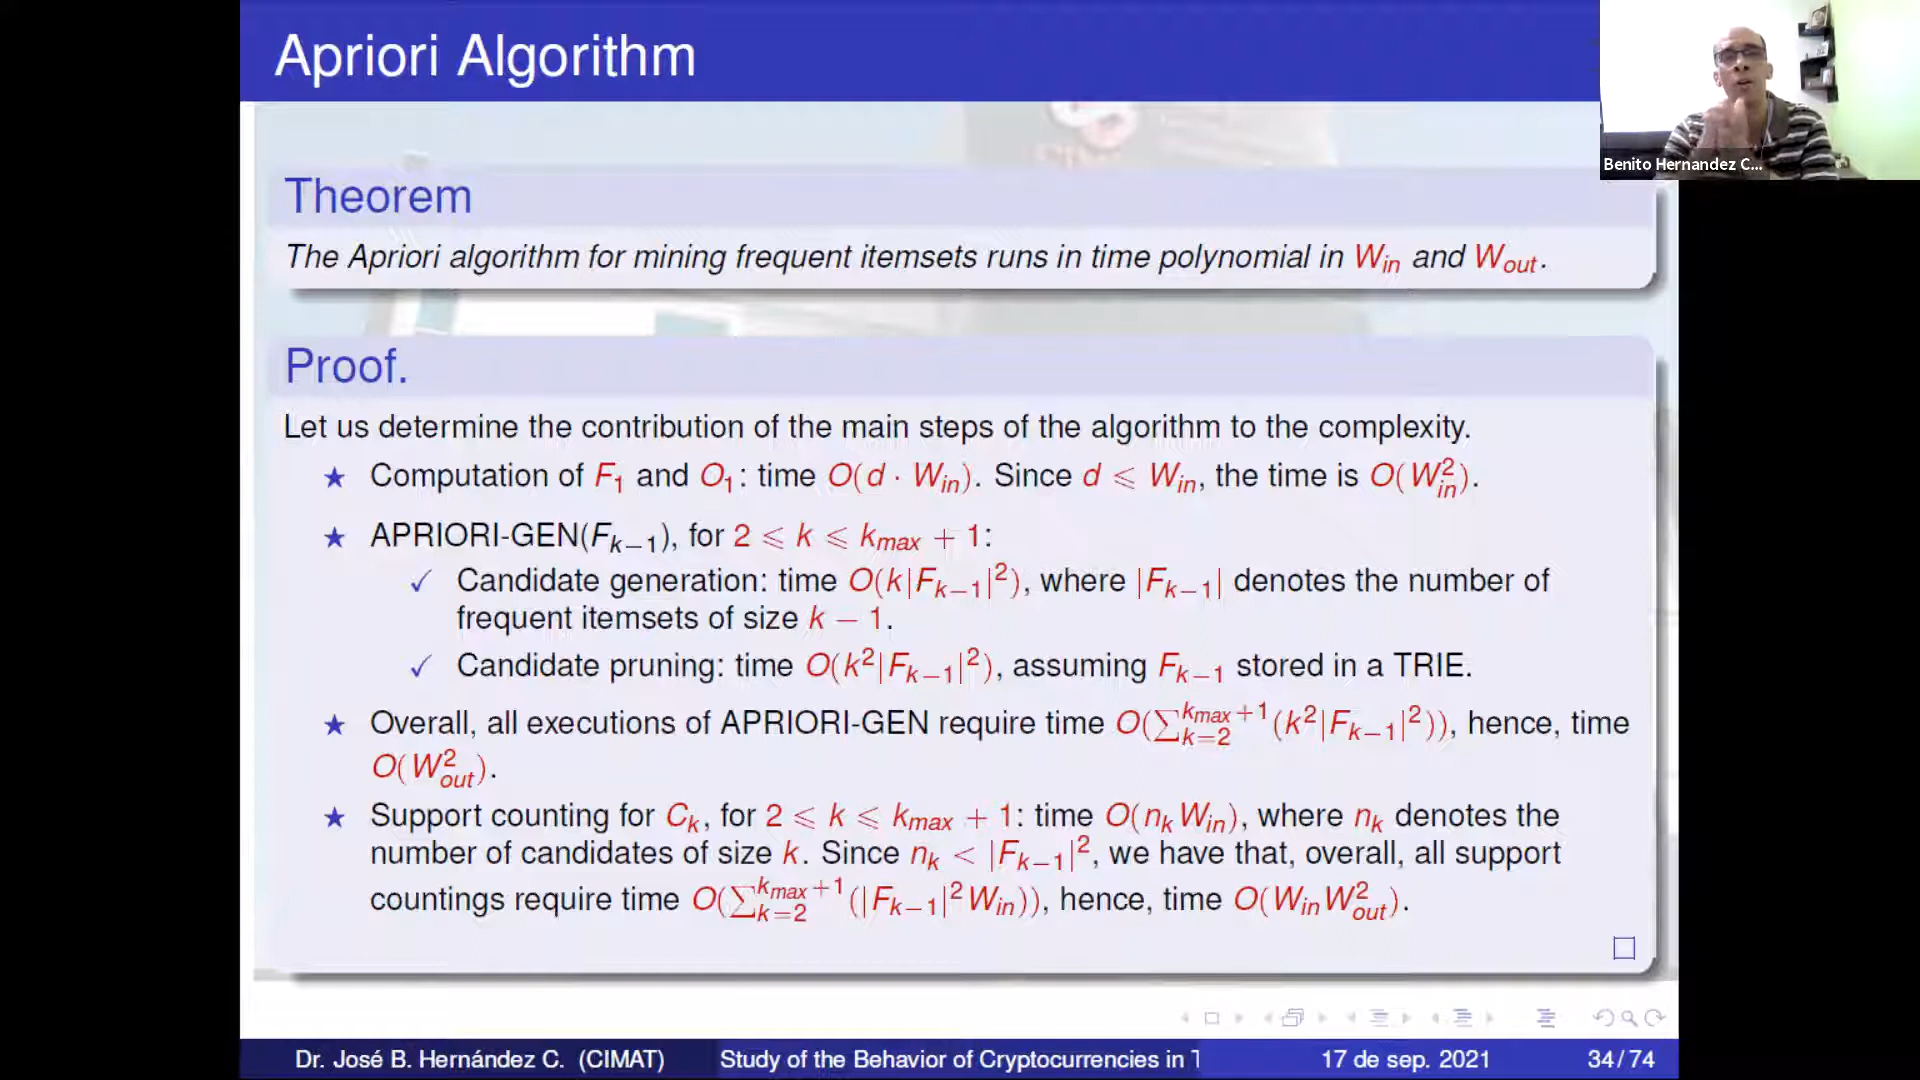 Apriori Algorithm
Benito Hernandez C...
Theorem
The Apriori algorithm for mining frequent itemsets runs in time polynomial in W_in and W_out.
Proof.
Let us determine the contribution of the main steps of the algorithm to the complexity.
★ Computation of F_1 and O_1: time O(d · W_in). Since d ⩽ W_in, the time is O(W_in^2).
★ APRIORI-GEN(F_{k−1}), for 2 ⩽ k ⩽ k_max + 1:
✓ Candidate generation: time O(k|F_{k−1}|^2), where |F_{k−1}| denotes the number of
frequent itemsets of size k − 1.
✓ Candidate pruning: time O(k^2|F_{k−1}|^2), assuming F_{k−1} stored in a TRIE.
★ Overall, all executions of APRIORI-GEN require time O(∑_{k=2}^{k_max+1}(k^2|F_{k−1}|^2)), hence, time
O(W_out^2).
★ Support counting for C_k, for 2 ⩽ k ⩽ k_max + 1: time O(n_k W_in), where n_k denotes the
number of candidates of size k. Since n_k < |F_{k−1}|^2, we have that, overall, all support
countings require time O(∑_{k=2}^{k_max+1}(|F_{k−1}|^2 W_in)), hence, time O(W_in W_out^2).
□
Dr. José B. Hernández C. (CIMAT) Study of the Behavior of Cryptocurrencies in T 17 de sep. 2021 34/74